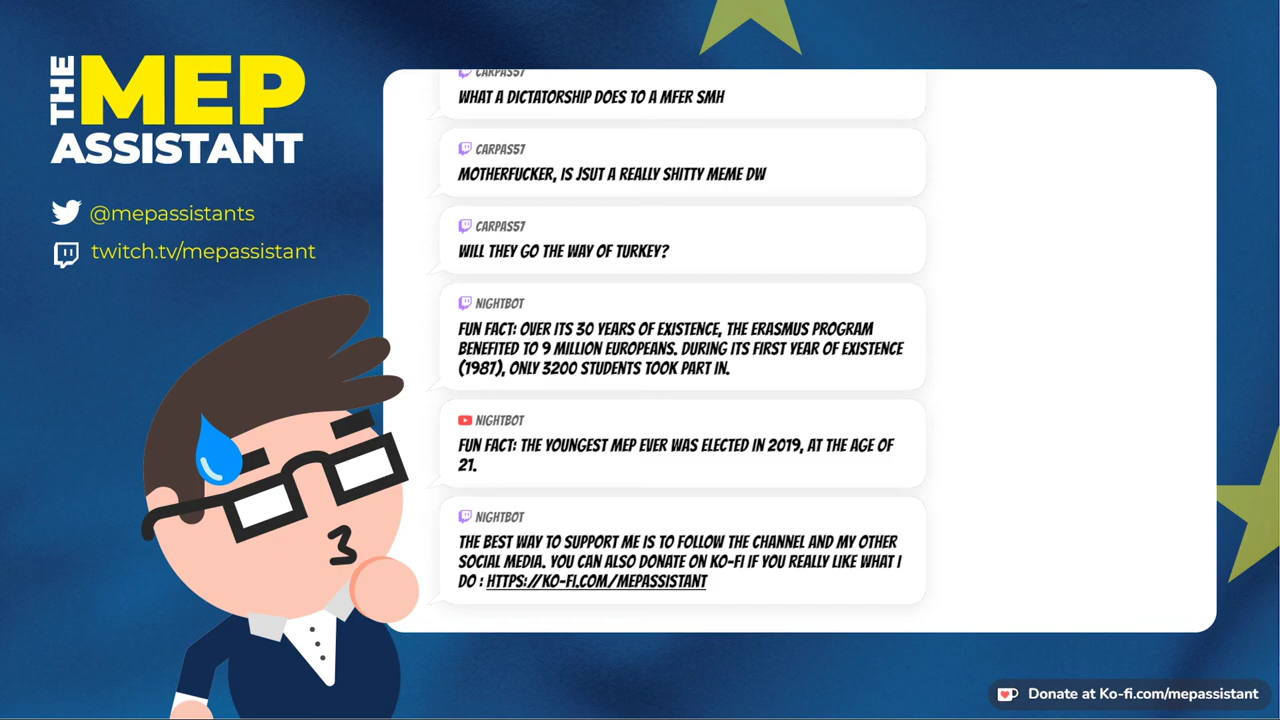 THE MEP
ASSISTANT
@mepassistants
twitch.tv/mepassistant
CARPAS57
WHAT A DICTATORSHIP DOES TO A MFER SMH
CARPAS57
MOTHERFUCKER, IS JSUT A REALLY SHITTY MEME DW
CARPAS57
WILL THEY GO THE WAY OF TURKEY?
NIGHTBOT
FUN FACT: OVER ITS 30 YEARS OF EXISTENCE, THE ERASMUS PROGRAM
BENEFITED TO 9 MILLION EUROPEANS. DURING ITS FIRST YEAR OF EXISTENCE
(1987), ONLY 3200 STUDENTS TOOK PART IN.
NIGHTBOT
FUN FACT: THE YOUNGEST MEP EVER WAS ELECTED IN 2019, AT THE AGE OF
21.
NIGHTBOT
THE BEST WAY TO SUPPORT ME IS TO FOLLOW THE CHANNEL AND MY OTHER
SOCIAL MEDIA. YOU CAN ALSO DONATE ON KO-FI IF YOU REALLY LIKE WHAT I
DO : HTTPS://KO-FI.COM/MEPASSISTANT
Donate at Ko-fi.com/mepassistant